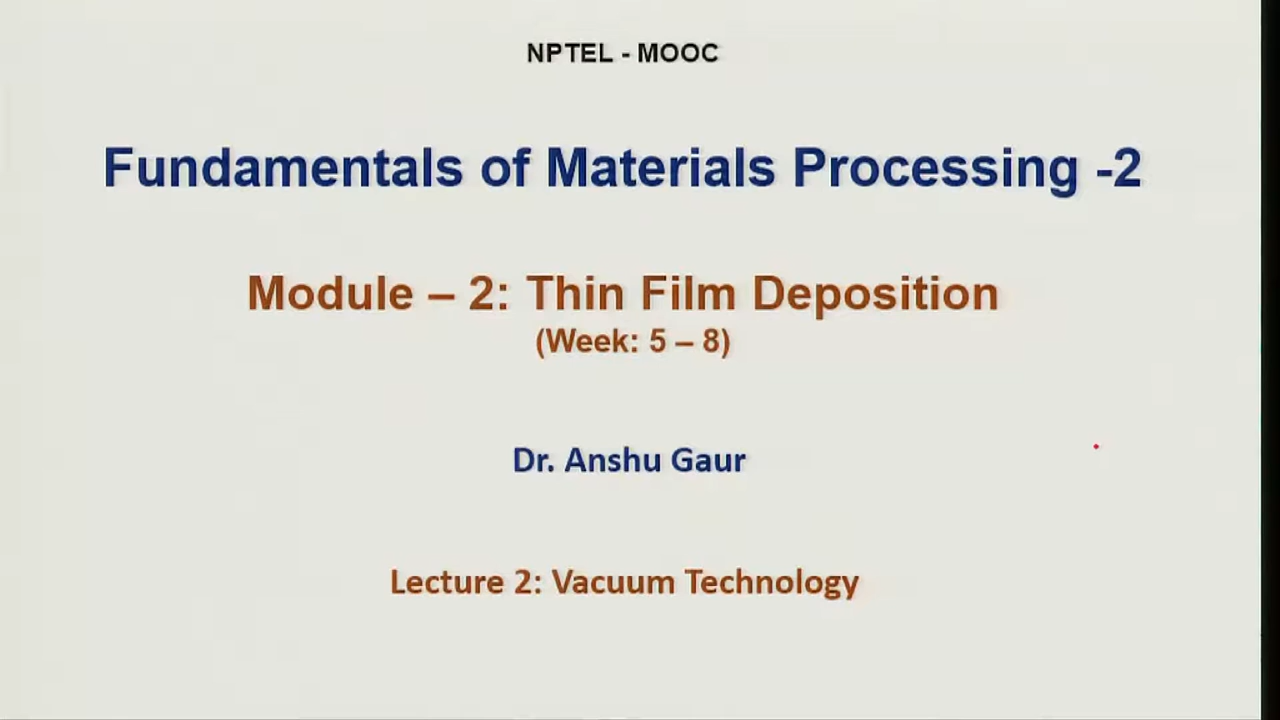 NPTEL - MOOC
Fundamentals of Materials Processing -2
Module – 2: Thin Film Deposition
(Week: 5 – 8)
Dr. Anshu Gaur
Lecture 2: Vacuum Technology